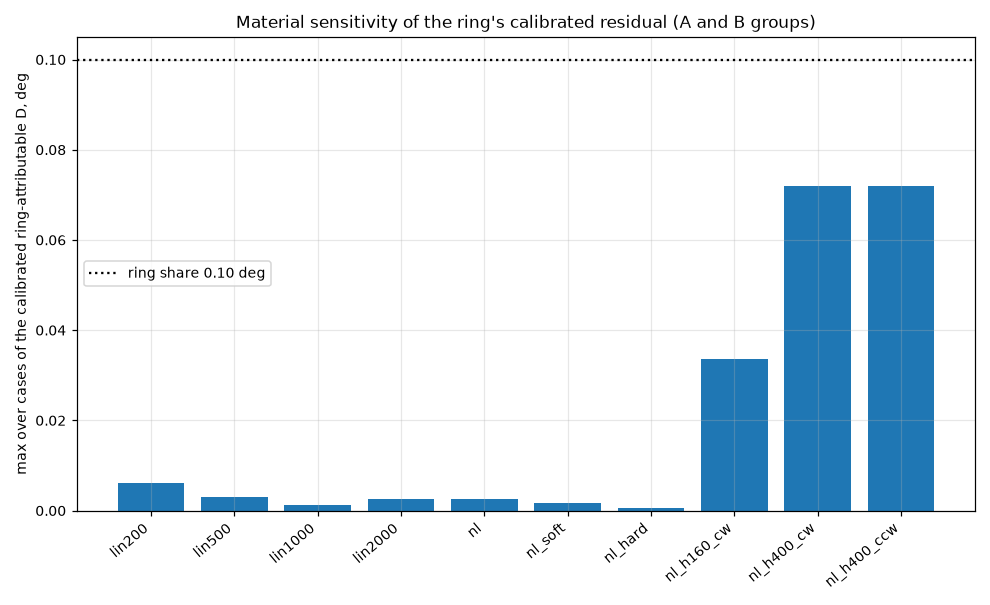 Material sensitivity of the ring's calibrated residual (A and B groups)
max over cases of the calibrated ring-attributable D, deg
0.10
0.08
0.06
0.04
0.02
0.00
ring share 0.10 deg
lin200
lin500
lin1000
lin2000
nl
nl_soft
nl_hard
nl_h160_cw
nl_h400_cw
nl_h400_ccw